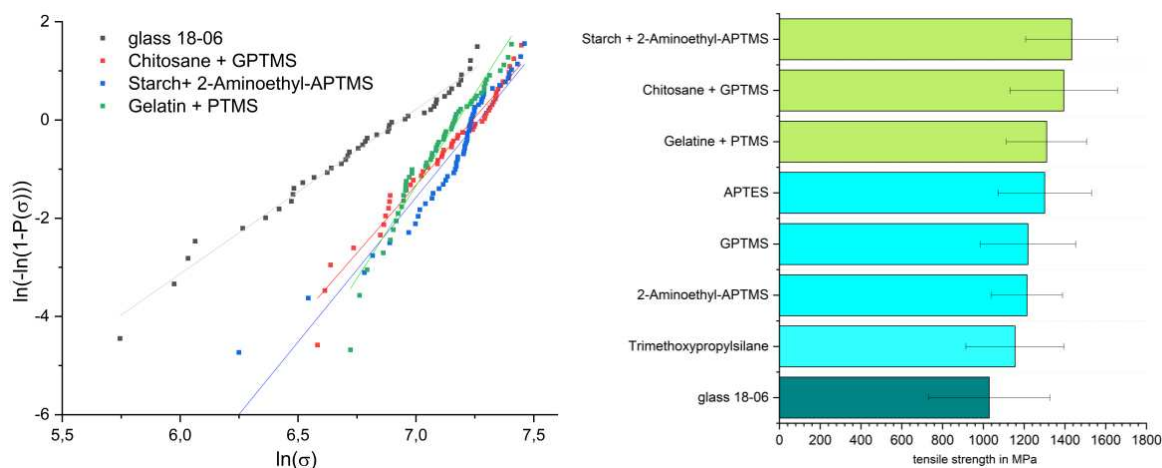 glass 18-06
Chitosane + GPTMS
Starch+ 2-Aminoethyl-APTMS
Gelatin + PTMS
ln(-ln(1-P(σ)))
2
0
-2
-4
-6
5,5
6,0
6,5
7,0
7,5
ln(σ)
Starch + 2-Aminoethyl-APTMS
Chitosane + GPTMS
Gelatine + PTMS
APTES
GPTMS
2-Aminoethyl-APTMS
Trimethoxypropylsilane
glass 18-06
0 200 400 600 800 1000 1200 1400 1600 1800
tensile strength in MPa